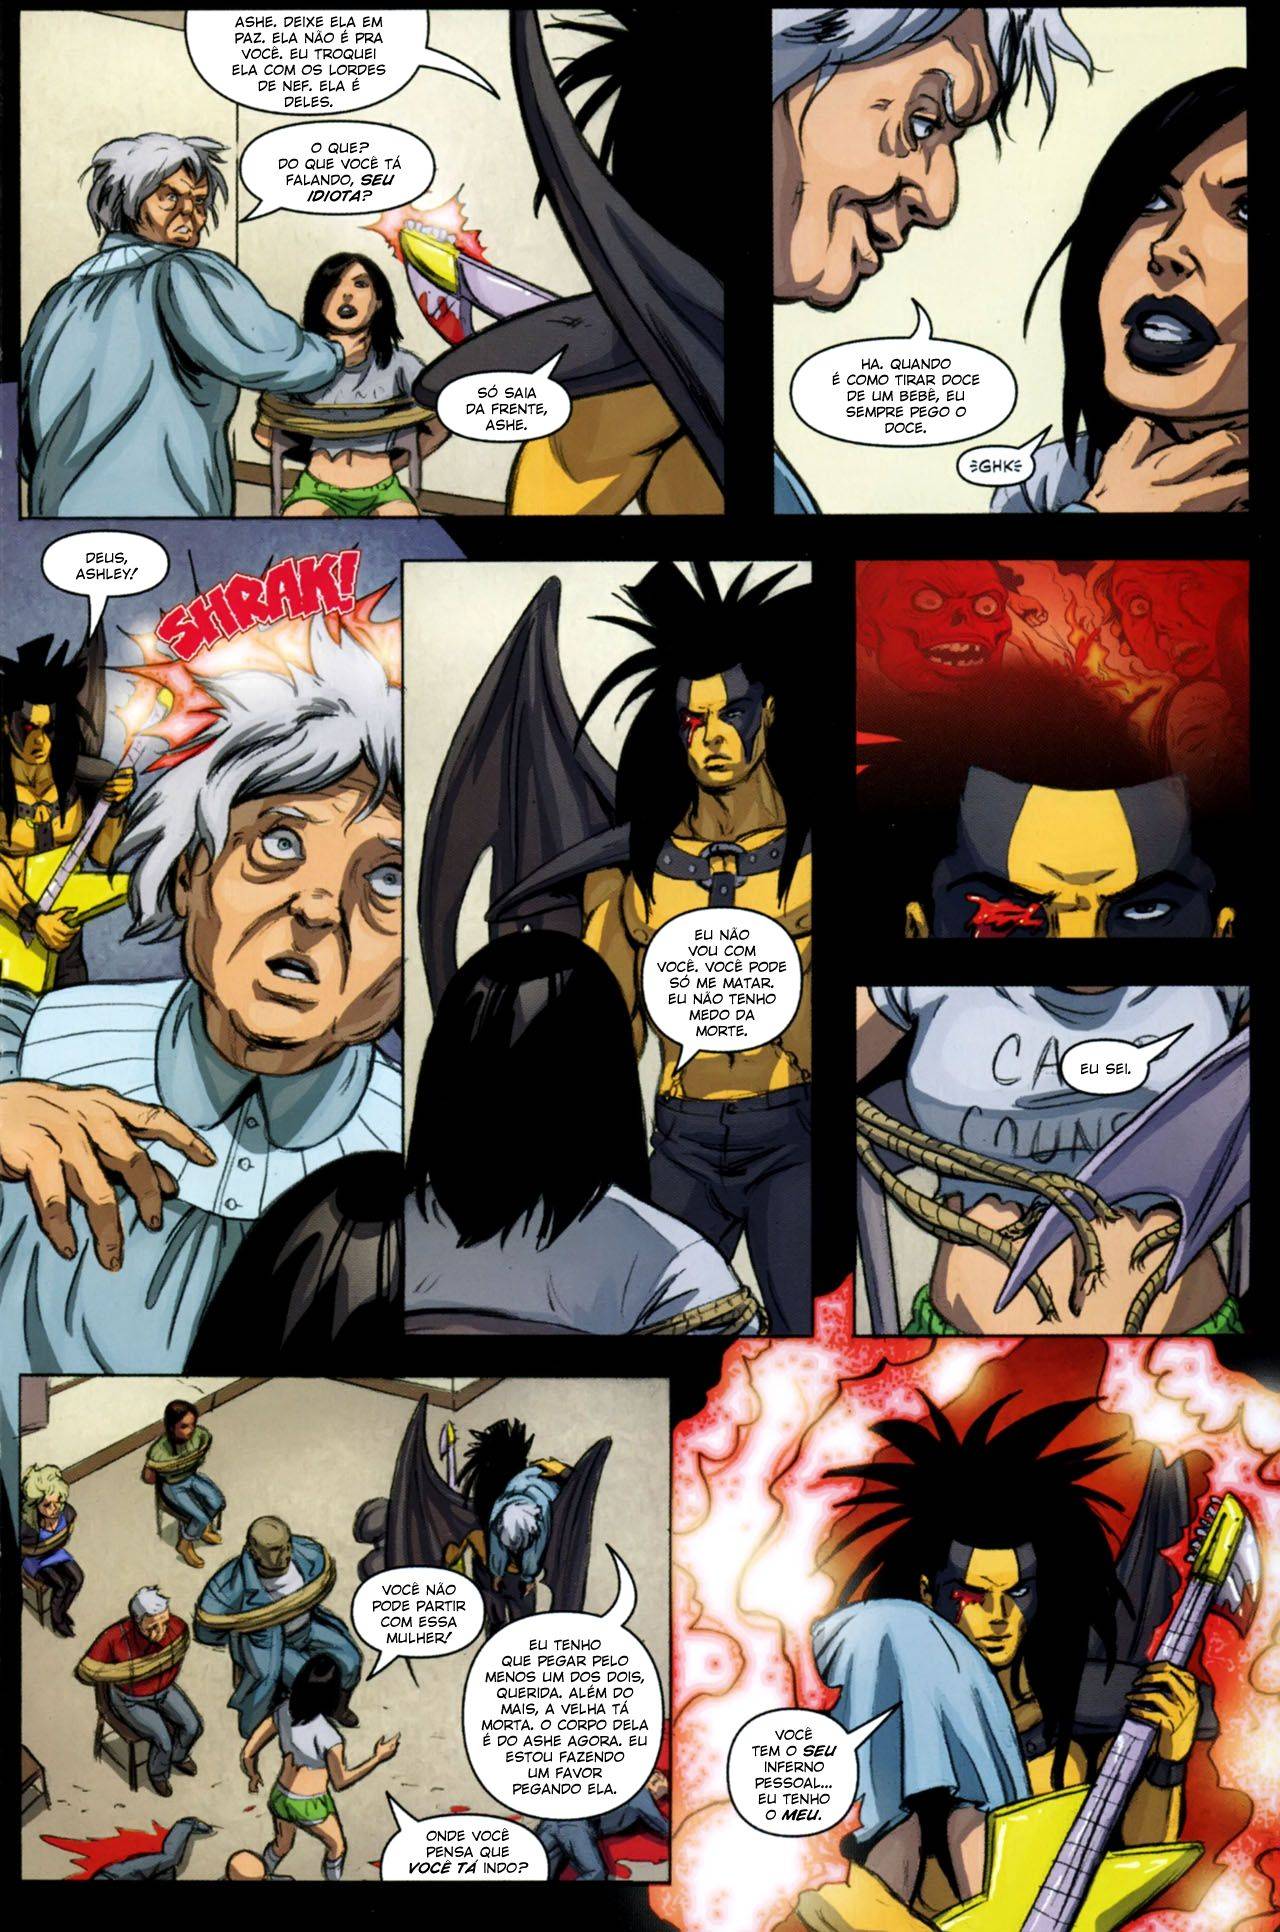 ASHE. DEIXE ELA EM
PAZ. ELA NÃO É PRA
VOCÊ. EU TROQUEI
ELA COM OS LORDES
DE NEF. ELA É
DELES.
O QUE?
DO QUE VOCÊ TÁ
FALANDO, SEU
IDIOTA?
SÓ SAIA
DA FRENTE,
ASHE.
HA. QUANDO
É COMO TIRAR DOCE
DE UM BEBÊ, EU
SEMPRE PEGO O
DOCE.
GHK
DEUS,
ASHLEY!
SHRAK!
EU NÃO
VOU COM
VOCÊ. VOCÊ PODE
SÓ ME MATAR.
EU NÃO TENHO
MEDO DA
MORTE.
EU SEI.
VOCÊ NÃO
PODE PARTIR
COM ESSA
MULHER!
EU TENHO
QUE PEGAR PELO
MENOS UM DOS DOIS,
QUERIDA. ALÉM DO
MAIS, A VELHA TÁ
MORTA. O CORPO DELA
É DO ASHE AGORA. EU
ESTOU FAZENDO
UM FAVOR
PEGANDO ELA.
ONDE VOCÊ
PENSA QUE
VOCÊ TÁ INDO?
VOCÊ
TEM O SEU
INFERNO
PESSOAL...
EU TENHO
O MEU.